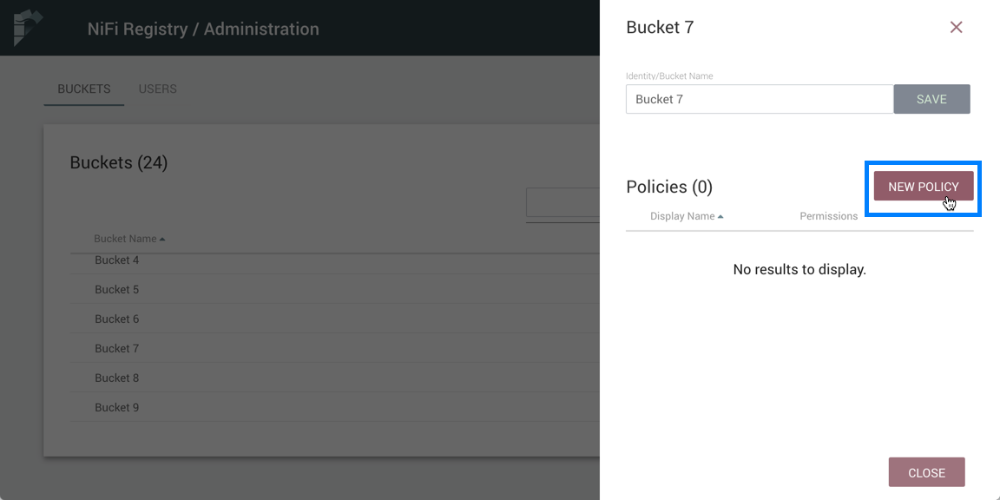 NiFi Registry / Administration
BUCKETS
USERS
Buckets (24)
Bucket Name
Bucket 4
Bucket 5
Bucket 6
Bucket 7
Bucket 8
Bucket 9
Bucket 7
Identity/Bucket Name
Bucket 7
SAVE
Policies (0)
NEW POLICY
Display Name
Permissions
No results to display.
CLOSE